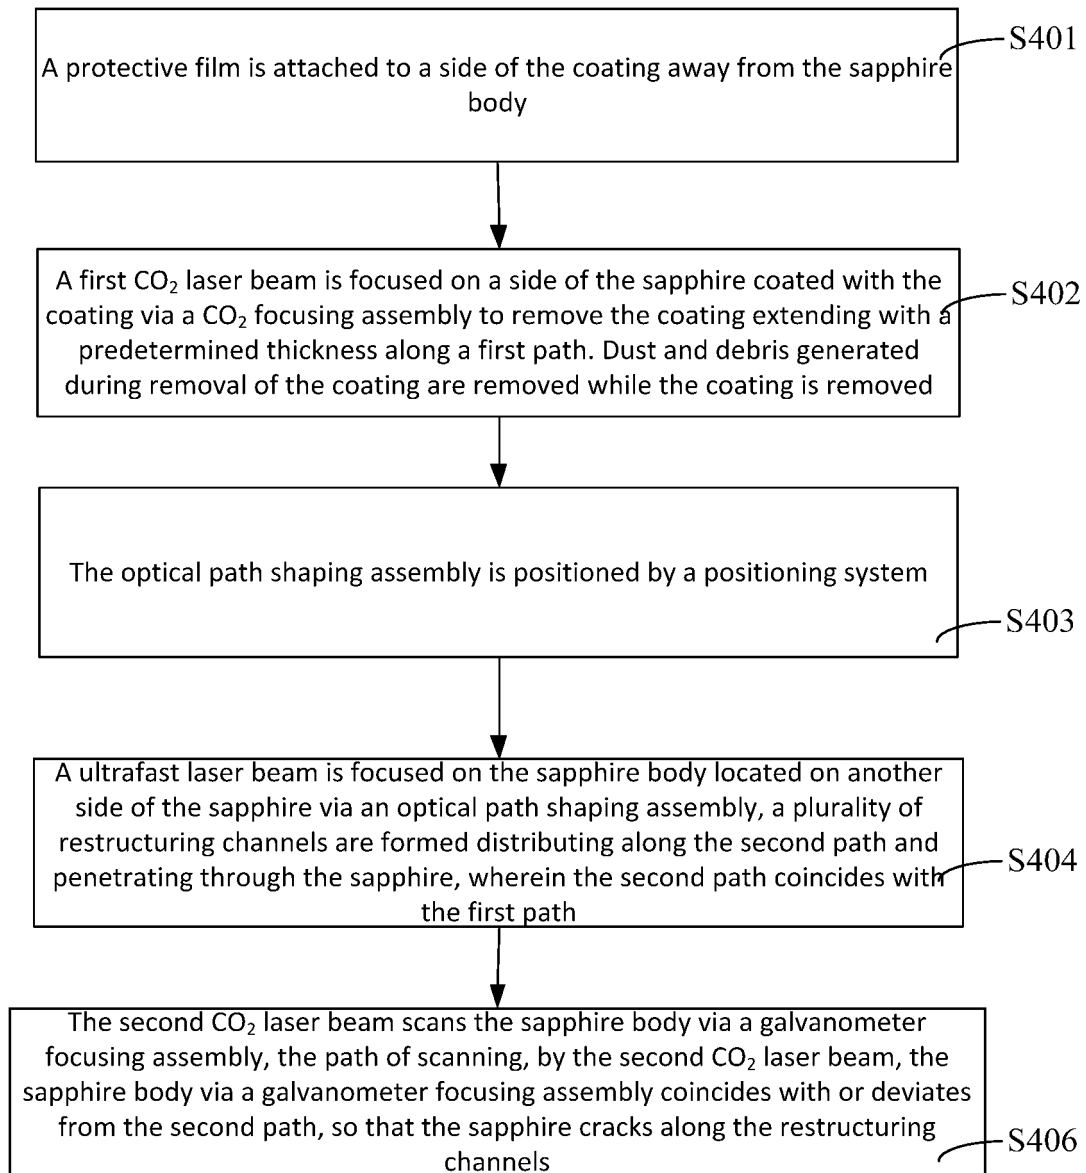 A protective film is attached to a side of the coating away from the sapphire
body
S401
A first CO₂ laser beam is focused on a side of the sapphire coated with the
coating via a CO₂ focusing assembly to remove the coating extending with a
predetermined thickness along a first path. Dust and debris generated
during removal of the coating are removed while the coating is removed
S402
The optical path shaping assembly is positioned by a positioning system
S403
A ultrafast laser beam is focused on the sapphire body located on another
side of the sapphire via an optical path shaping assembly, a plurality of
restructuring channels are formed distributing along the second path and
penetrating through the sapphire, wherein the second path coincides with
the first path
S404
The second CO₂ laser beam scans the sapphire body via a galvanometer
focusing assembly, the path of scanning, by the second CO₂ laser beam, the
sapphire body via a galvanometer focusing assembly coincides with or deviates
from the second path, so that the sapphire cracks along the restructuring
channels
S406